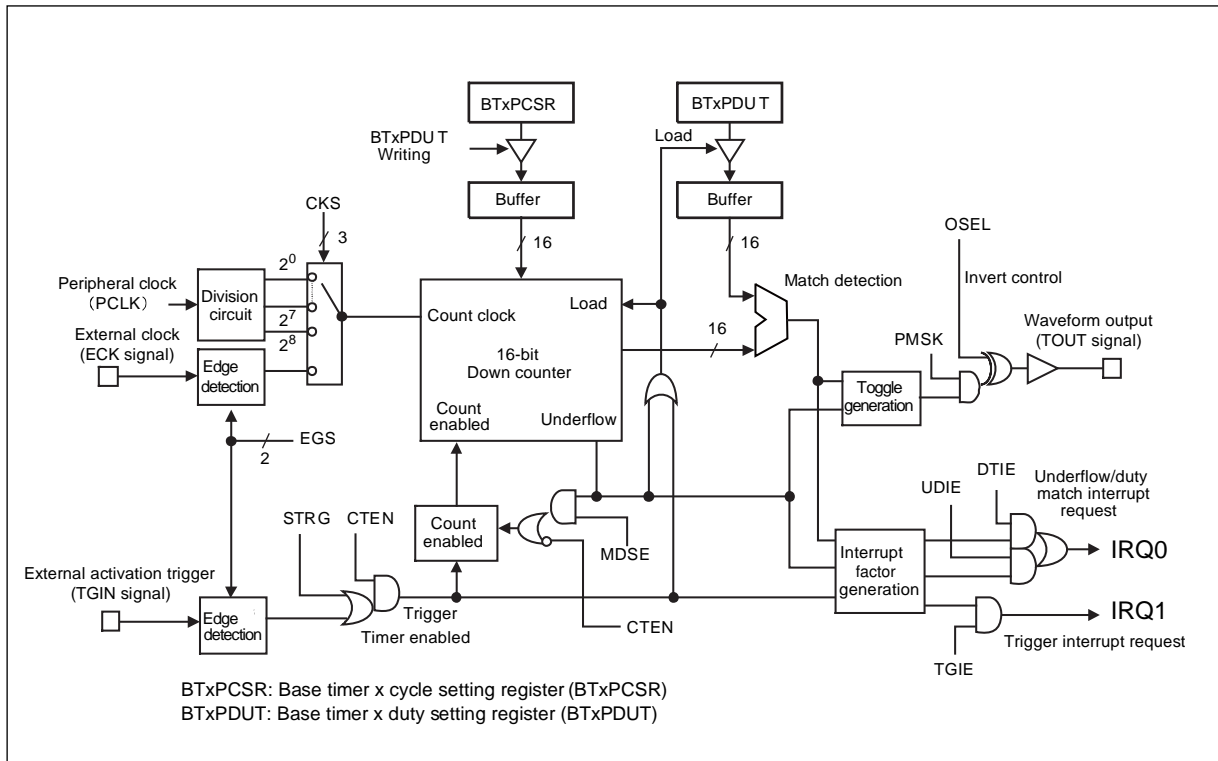 BTxPCSR
BTxPDUT
BTxPDUT
Writing
Load
Buffer
Buffer
CKS
3
16
16
OSEL
Peripheral clock
(PCLK)
Division
circuit
2⁰
2⁷
2⁸
Load
Match detection
Invert control
Count clock
16
Waveform output
(TOUT signal)
External clock
(ECK signal)
Edge
detection
16-bit
Down counter
PMSK
Toggle
generation
Count
enabled
Underflow
EGS
2
STRG
CTEN
Count
enabled
MDSE
UDIE
DTIE
Underflow/duty
match interrupt
request
Interrupt
factor
generation
IRQ0
External activation trigger
(TGIN signal)
Edge
detection
Trigger
Timer enabled
CTEN
IRQ1
Trigger interrupt request
TGIE
BTxPCSR: Base timer x cycle setting register (BTxPCSR)
BTxPDUT: Base timer x duty setting register (BTxPDUT)